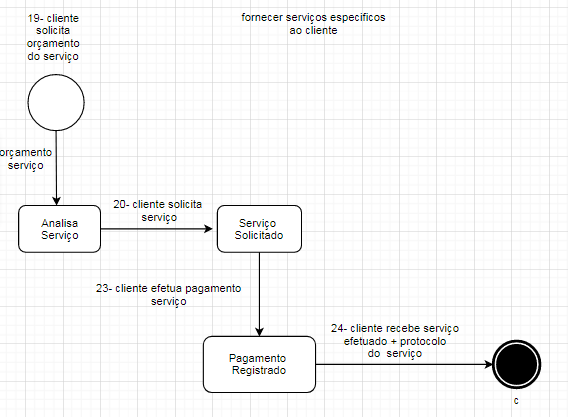 19- cliente
solicita
orçamento
do serviço
fornecer serviços especificos
ao cliente
orçamento
serviço
Analisa
Serviço
20- cliente solicita
serviço
Serviço
Solicitado
23- cliente efetua pagamento
serviço
Pagamento
Registrado
24- cliente recebe serviço
efetuado + protocolo
do serviço
c